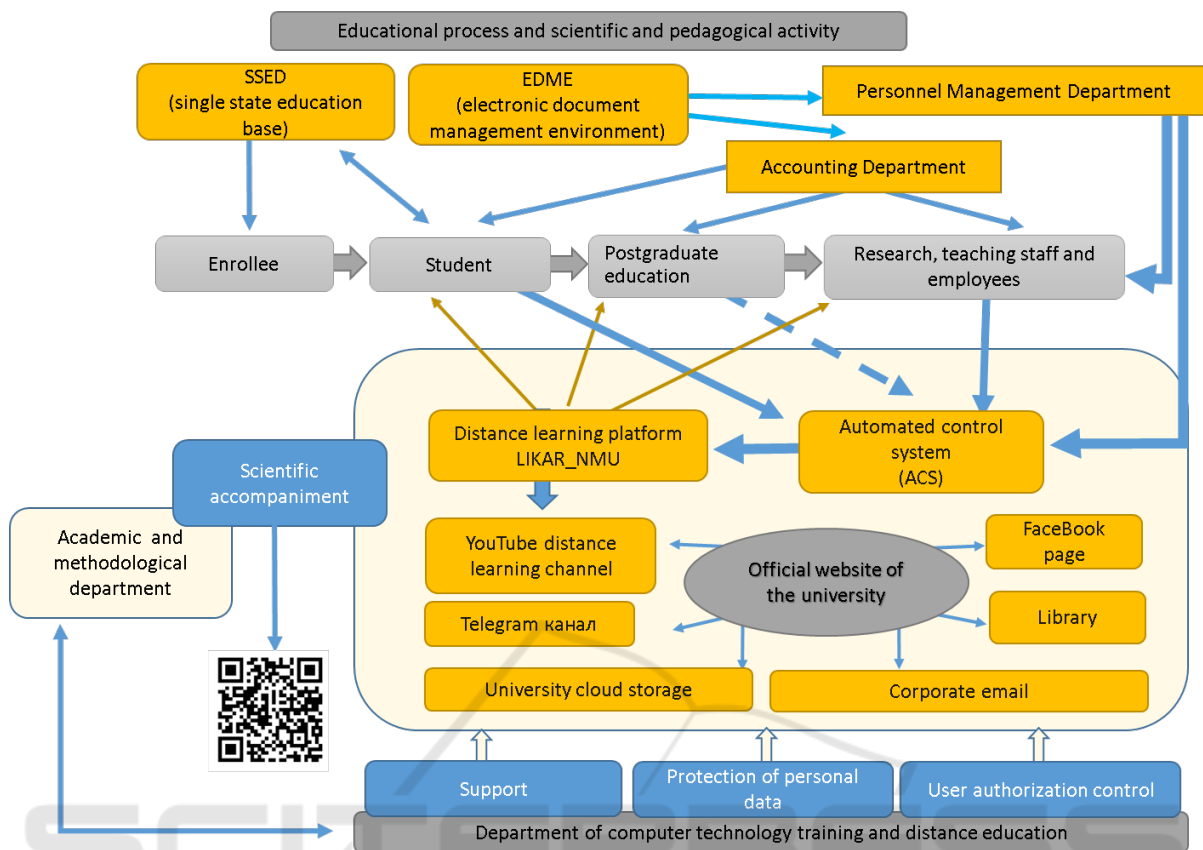 Educational process and scientific and pedagogical activity
SSED
(single state education
base)
EDME
(electronic document
management environment)
Personnel Management Department
Accounting Department
Enrollee
Student
Postgraduate
education
Research, teaching staff and
employees
Distance learning platform
LIKAR_NMU
Automated control
system
(ACS)
Scientific
accompaniment
Academic and
methodological
department
YouTube distance
learning channel
Official website of
the university
FaceBook
page
Telegram канал
Library
University cloud storage
Corporate email
Support
Protection of personal
data
User authorization control
Department of computer technology training and distance education
SCITEPRESS